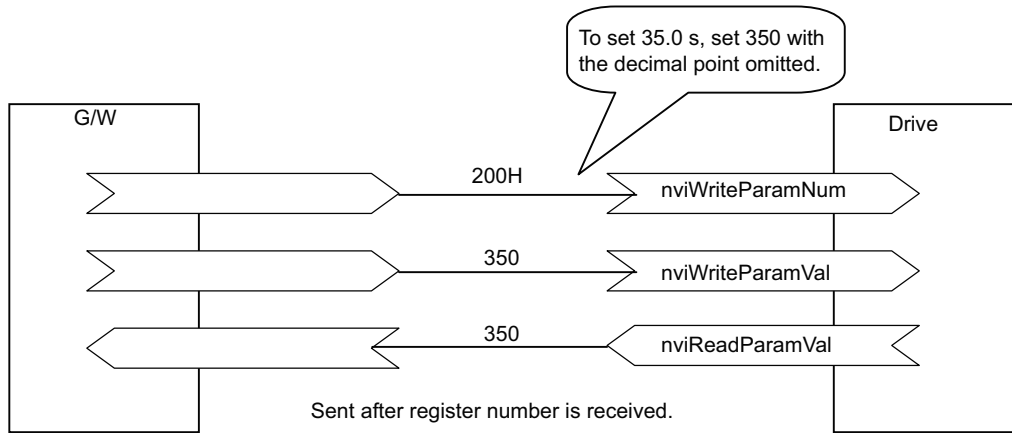 To set 35.0 s, set 350 with
the decimal point omitted.
G/W
Drive
200H
nviWriteParamNum
350
nviWriteParamVal
350
nviReadParamVal
Sent after register number is received.